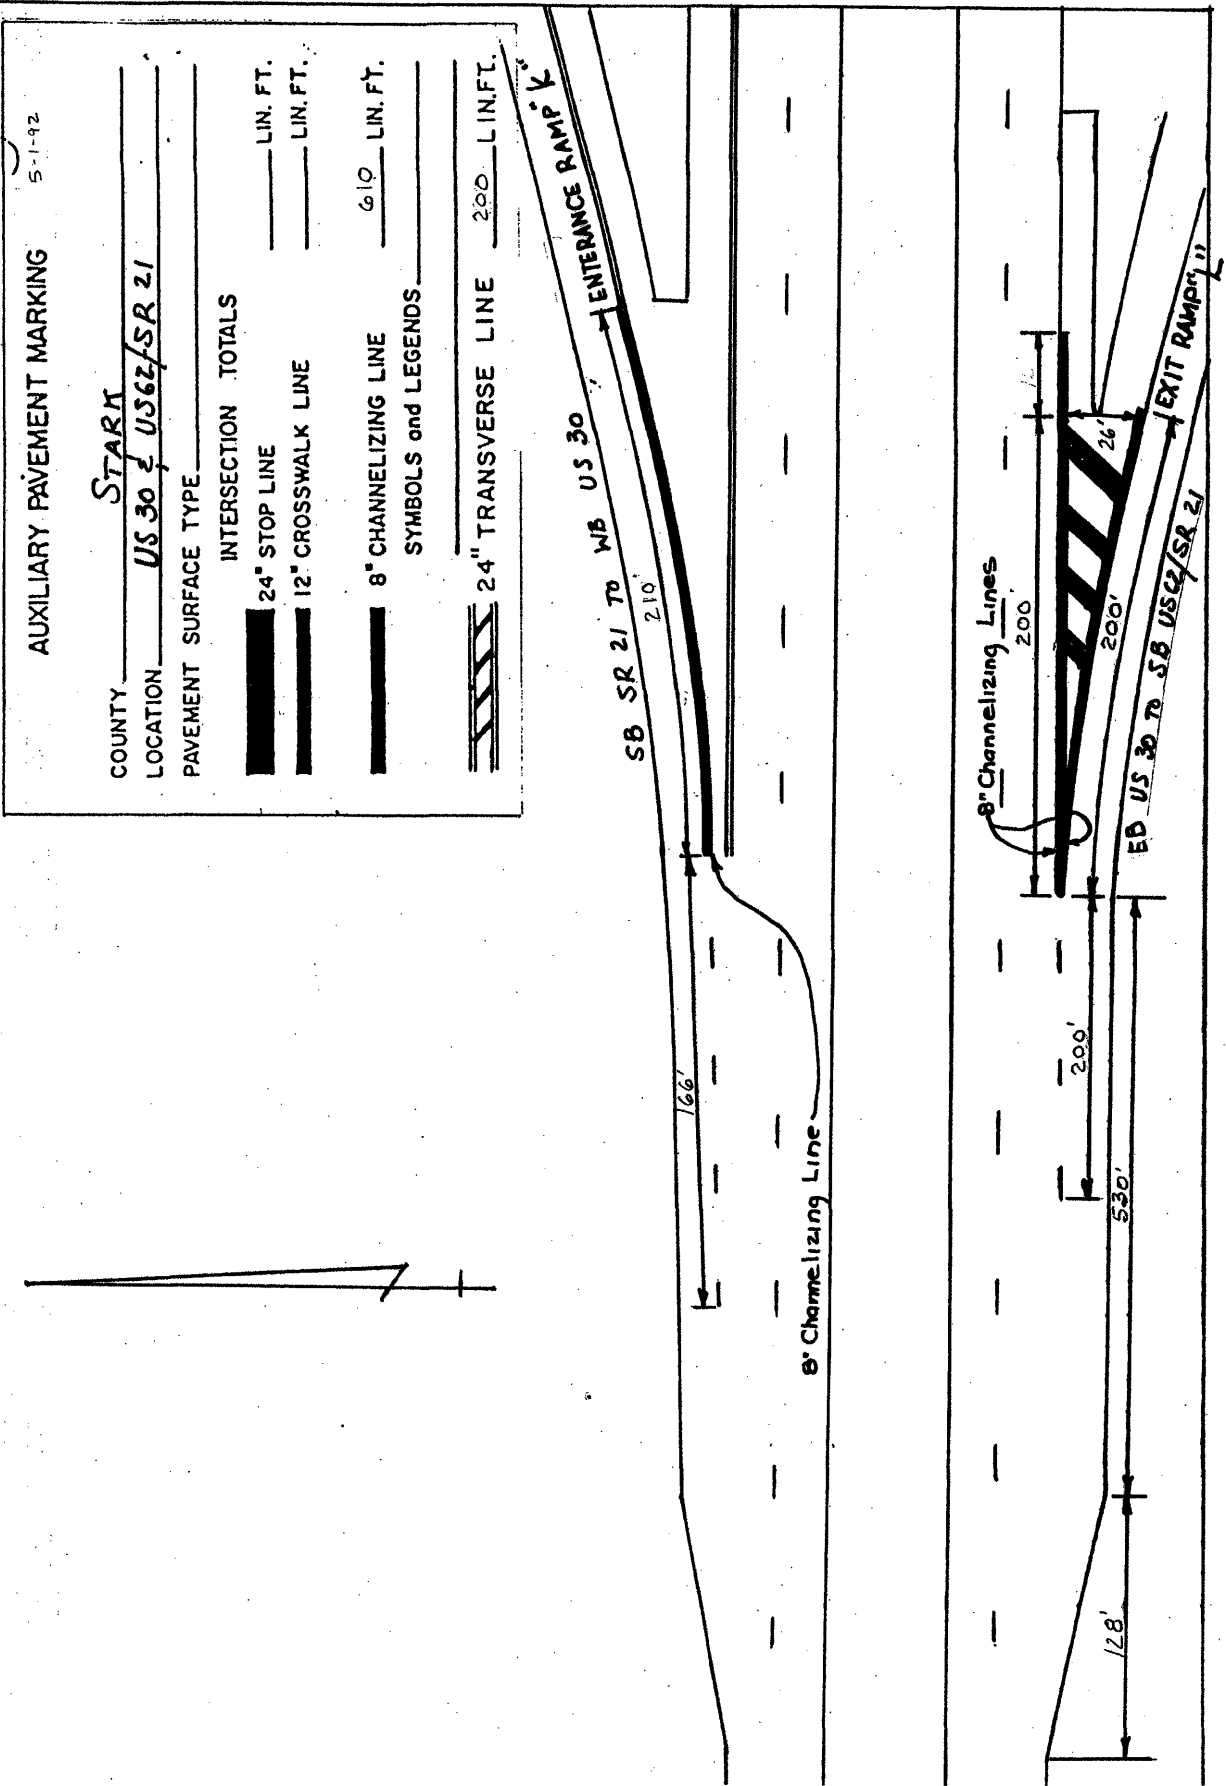 5-1-92
AUXILIARY PAVEMENT MARKING
COUNTY STARK
LOCATION US 30 & US62/SR 21
PAVEMENT SURFACE TYPE
INTERSECTION TOTALS
24" STOP LINE LIN. FT.
12" CROSSWALK LINE LIN. FT.
8" CHANNELIZING LINE 610 LIN. FT.
SYMBOLS and LEGENDS
24" TRANSVERSE LINE 200 LIN.FT.
ENTERANCE RAMP "K"
SB SR 21 TO WB US 30
210'
166'
8" Channelizing Line
8" Channelizing Lines
200
26'
EXIT RAMP "L"
200'
EB US 30 TO SB US62/SR 21
200'
530'
128'